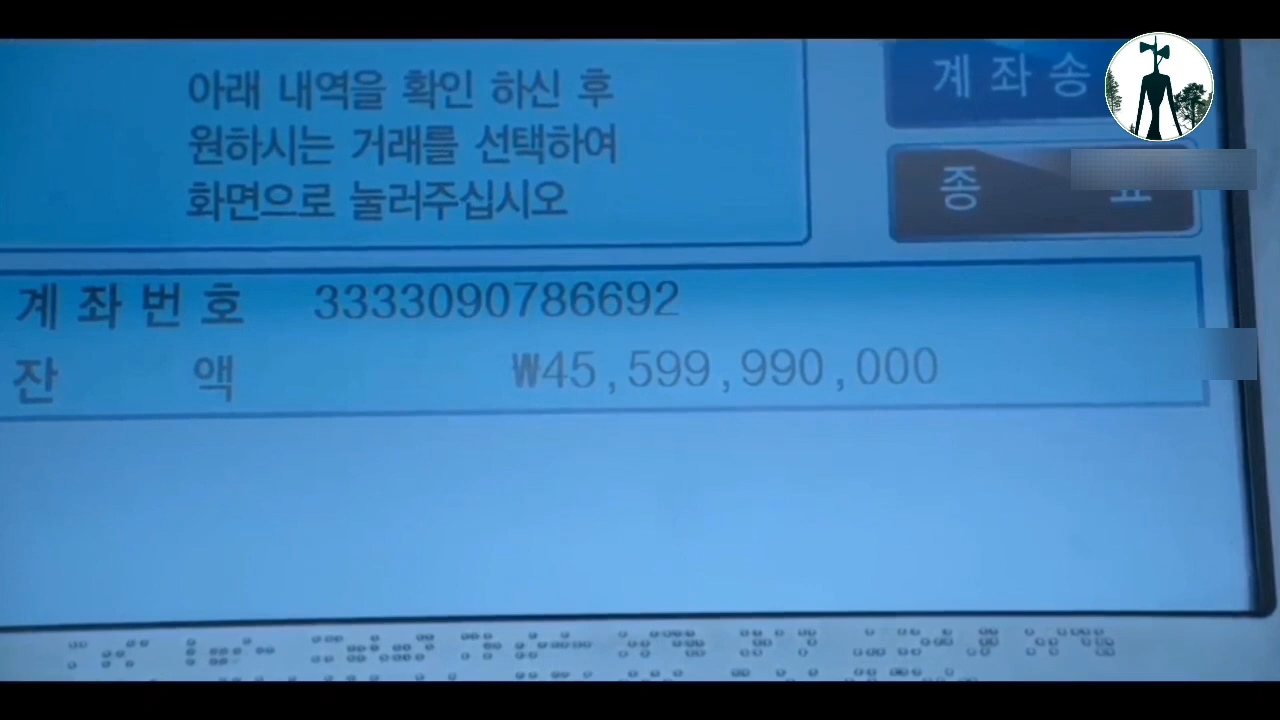 아래 내역을 확인 하신 후
원하시는 거래를 선택하여
화면으로 눌러주십시오
계 좌 송
종 료
계 좌 번 호 3333090786692
잔 액 ₩45,599,990,000